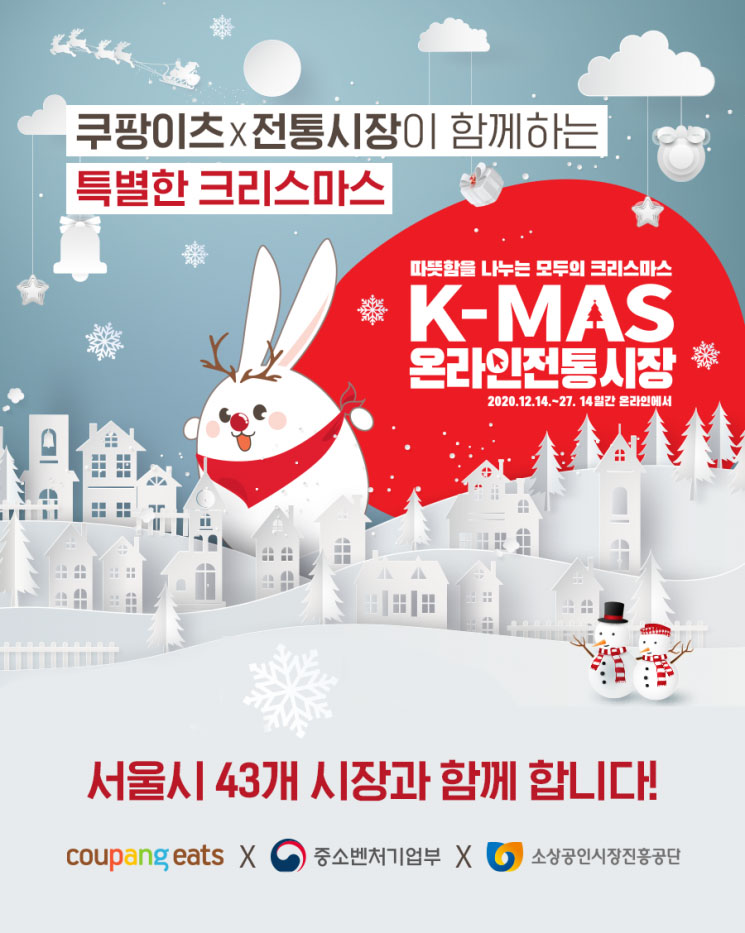 쿠팡이츠 X 전통시장이 함께하는
특별한 크리스마스
따뜻함을 나누는 모두의 크리스마스
K-MAS
온라인전통시장
2020.12.14.~27. 14일간 온라인에서
서울시 43개 시장과 함께 합니다!
coupang eats X 중소벤처기업부 X 소상공인시장진흥공단